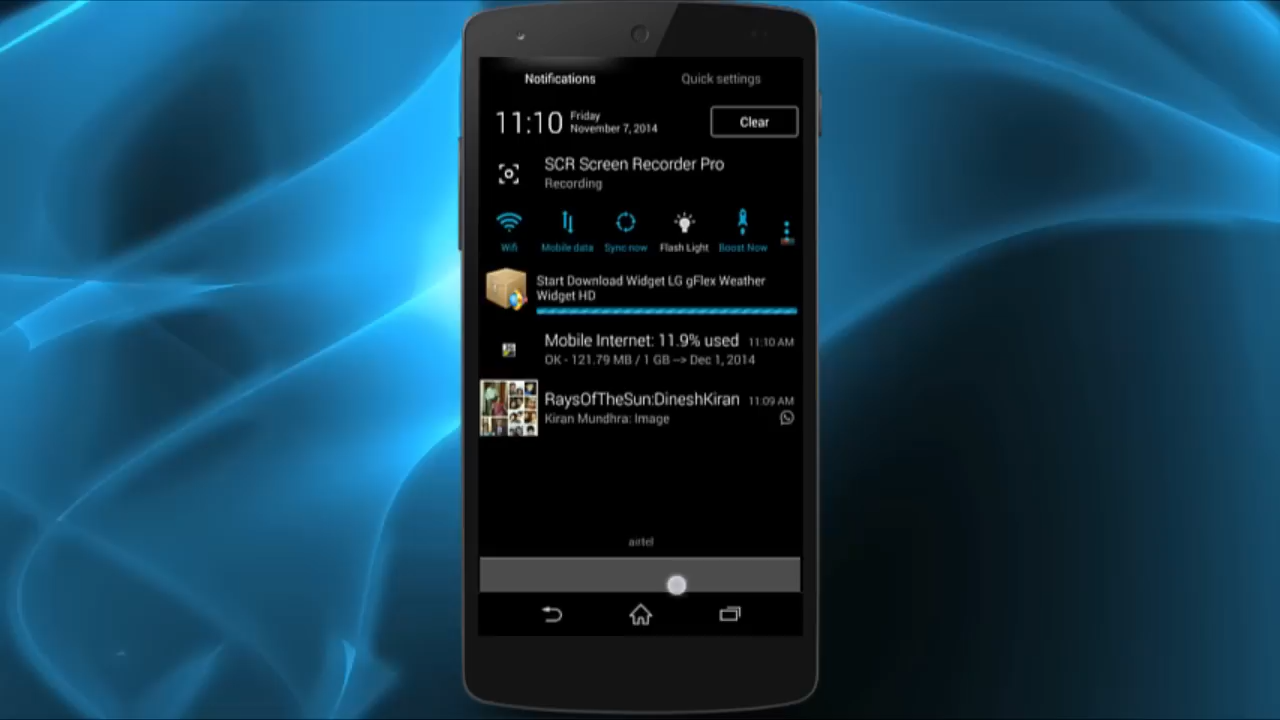 Notifications
Quick settings
11:10
Friday
November 7, 2014
Clear
SCR Screen Recorder Pro
Recording
Wifi
Mobile data
Sync now
Flash Light
Boost Now
Start Download Widget LG gFlex Weather
Widget HD
Mobile Internet: 11.9% used
11:10 AM
OK - 121.79 MB / 1 GB --> Dec 1, 2014
RaysOfTheSun:DineshKiran
11:09 AM
Kiran Mundhra: Image
airtel